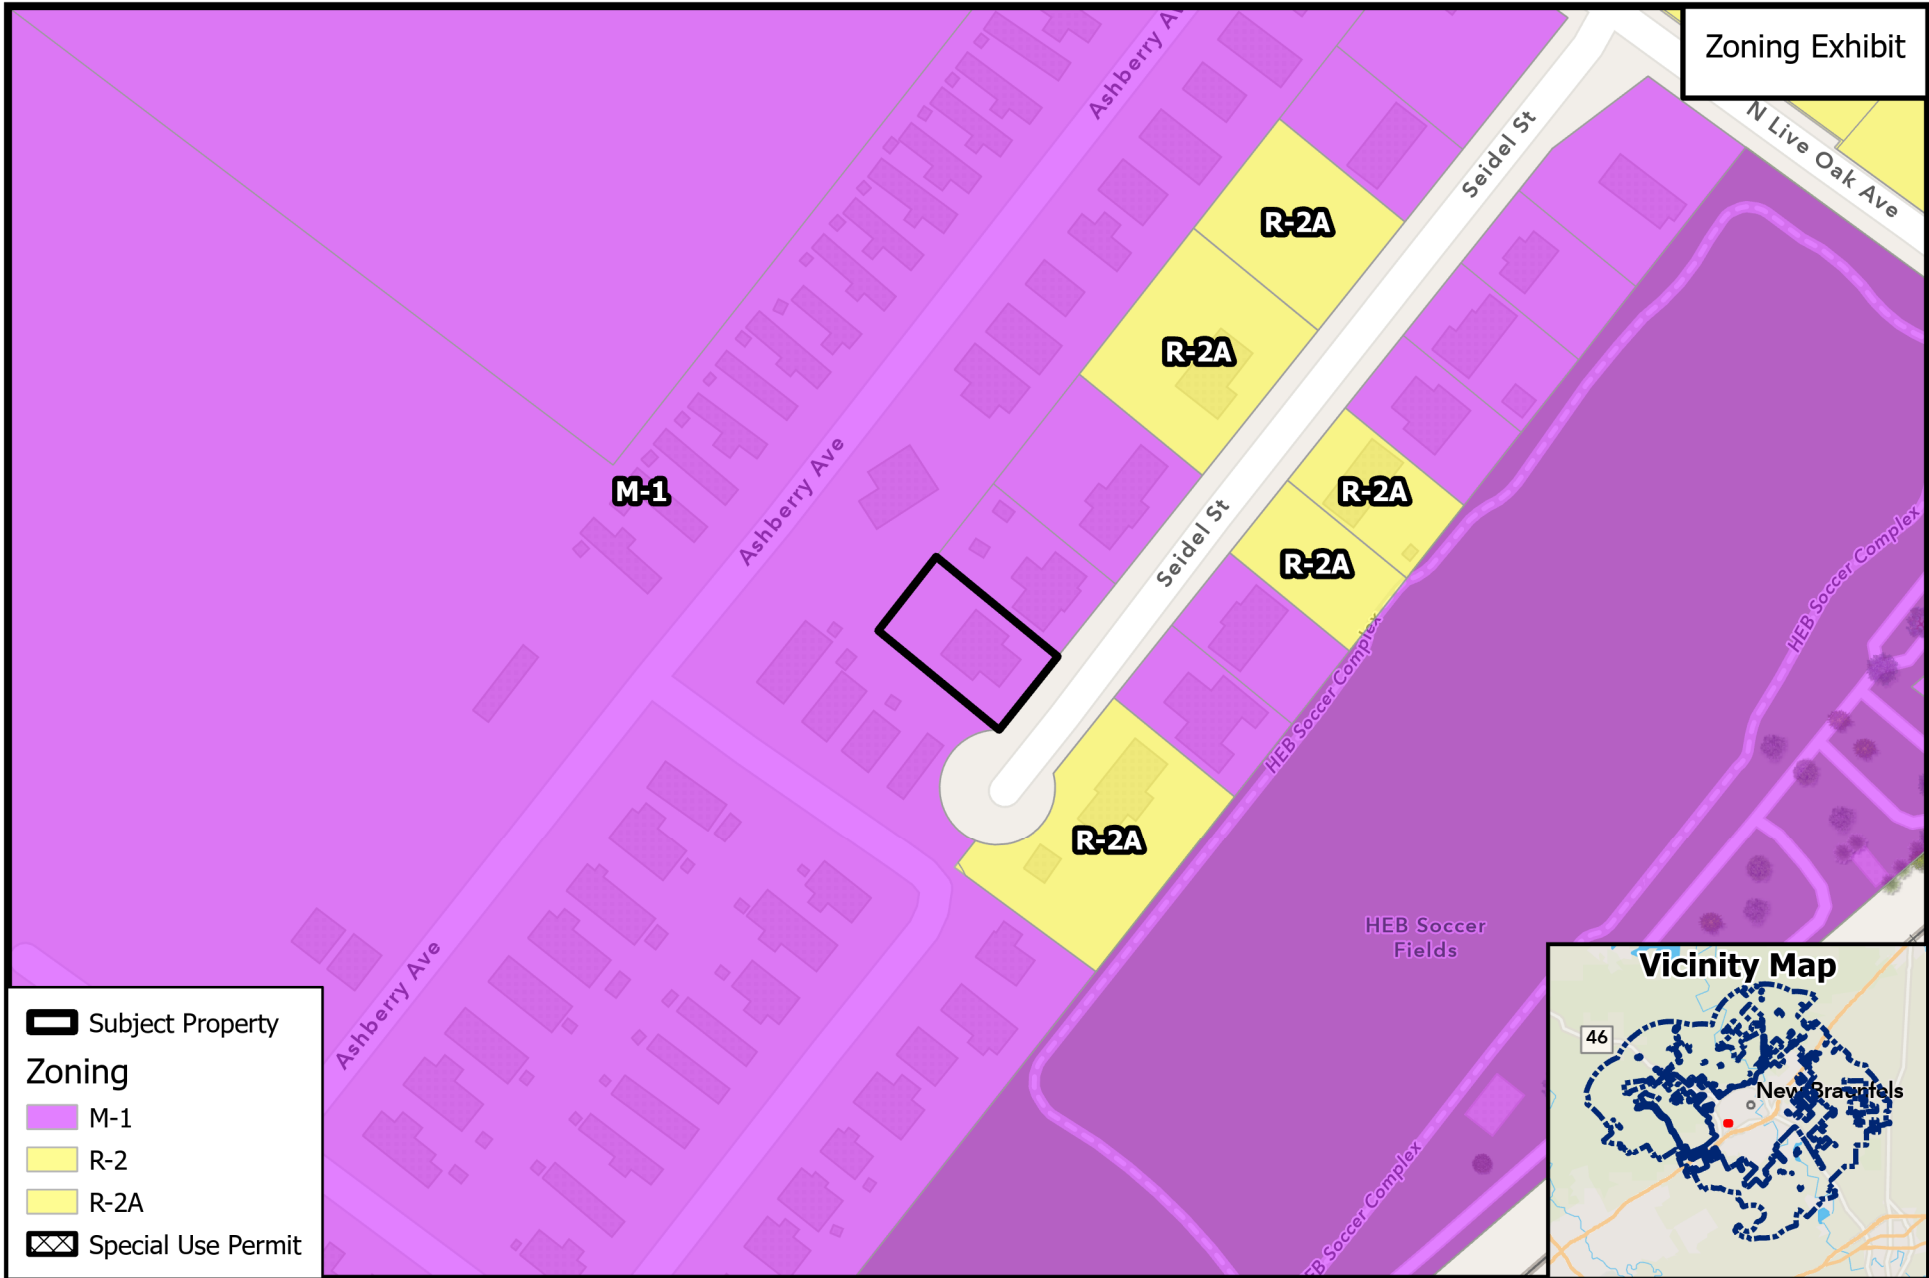 Zoning Exhibit
Ashberry Av
Seidel St
N Live Oak Ave
R-2A
R-2A
M-1
Ashberry Ave
Seidel St
R-2A
R-2A
HEB Soccer Complex
HEB Soccer Complex
R-2A
HEB Soccer
Fields
Ashberry Ave
EB Soccer Complex
Subject Property
Zoning
M-1
R-2
R-2A
Special Use Permit
Vicinity Map
46
New Braunfels